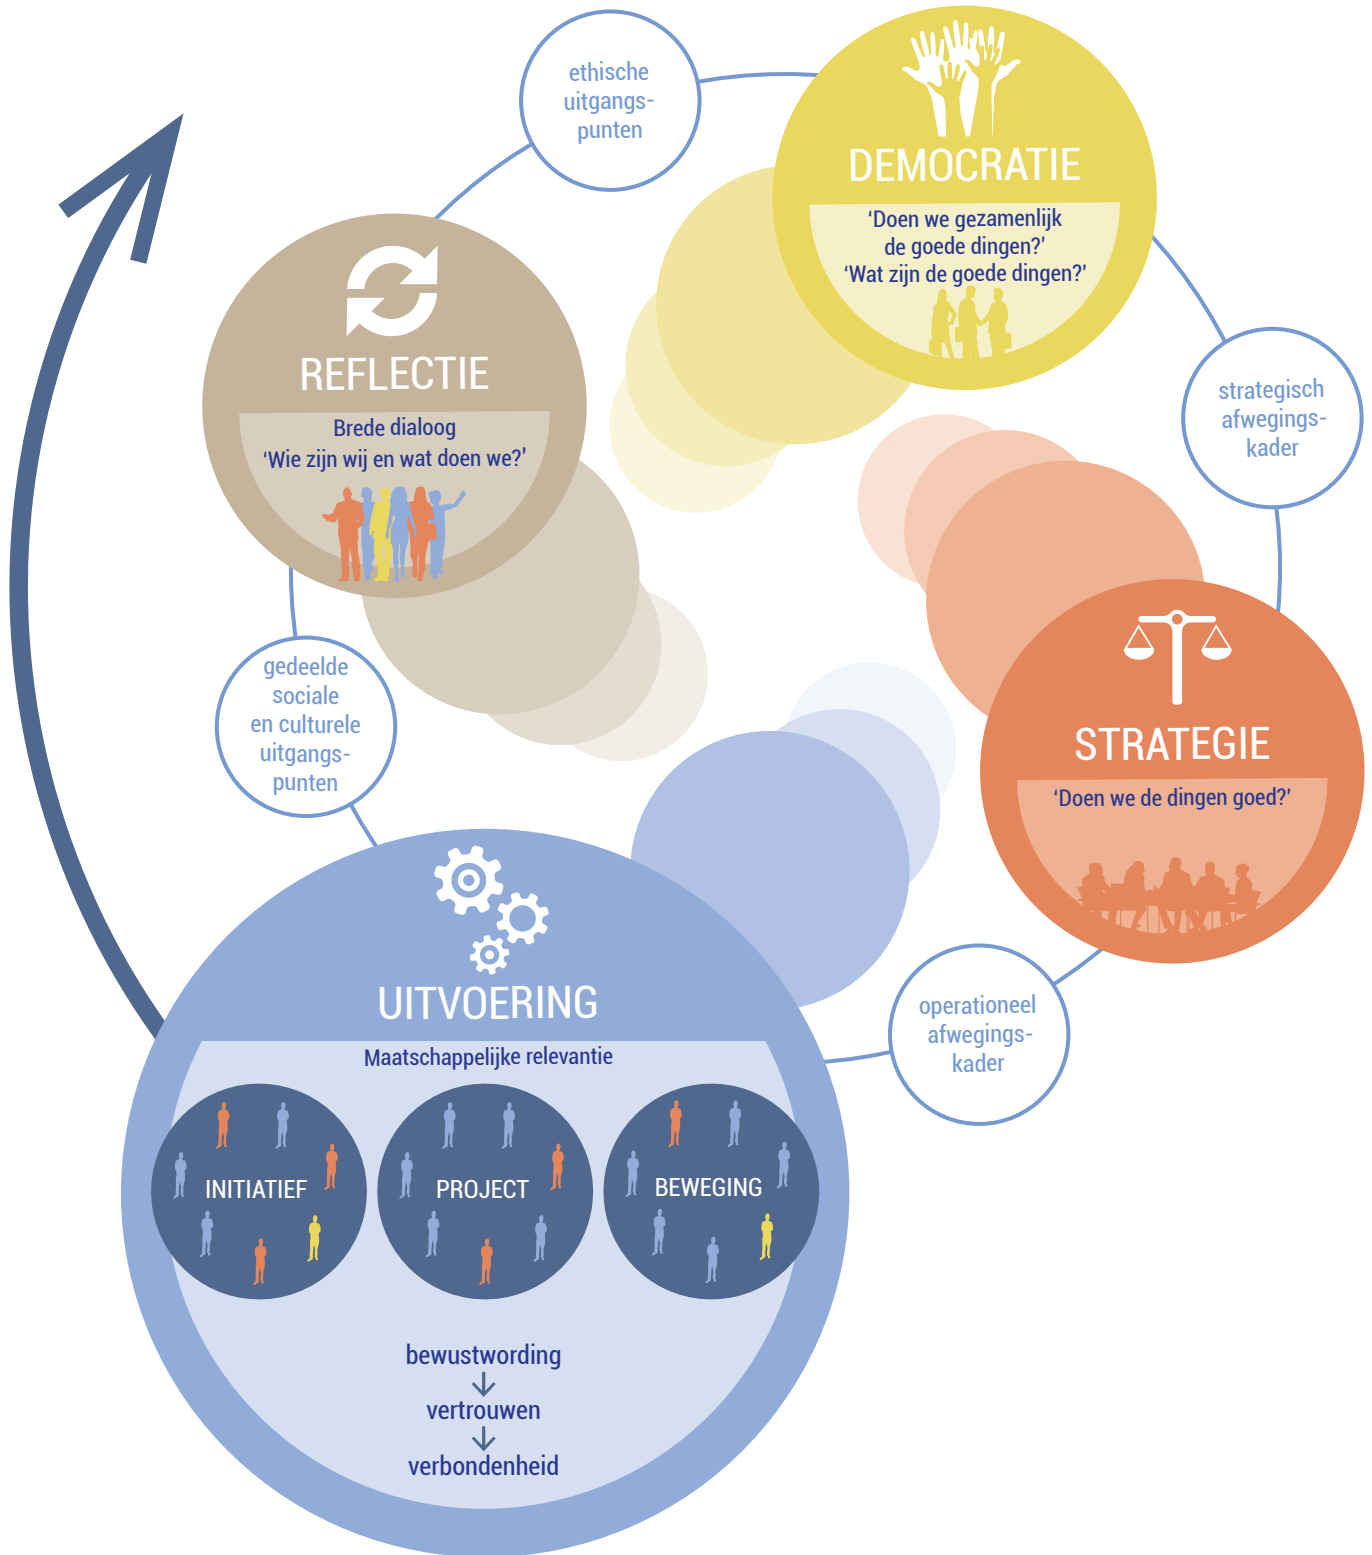 ethische
uitgangs-
punten
DEMOCRATIE
‘Doen we gezamenlijk
de goede dingen?’
‘Wat zijn de goede dingen?’
REFLECTIE
Brede dialoog
‘Wie zijn wij en wat doen we?’
strategisch
afwegings-
kader
gedeelde
sociale
en culturele
uitgangs-
punten
STRATEGIE
‘Doen we de dingen goed?’
UITVOERING
Maatschappelijke relevantie
operationeel
afwegings-
kader
INITIATIEF
PROJECT
BEWEGING
bewustwording
vertrouwen
verbondenheid